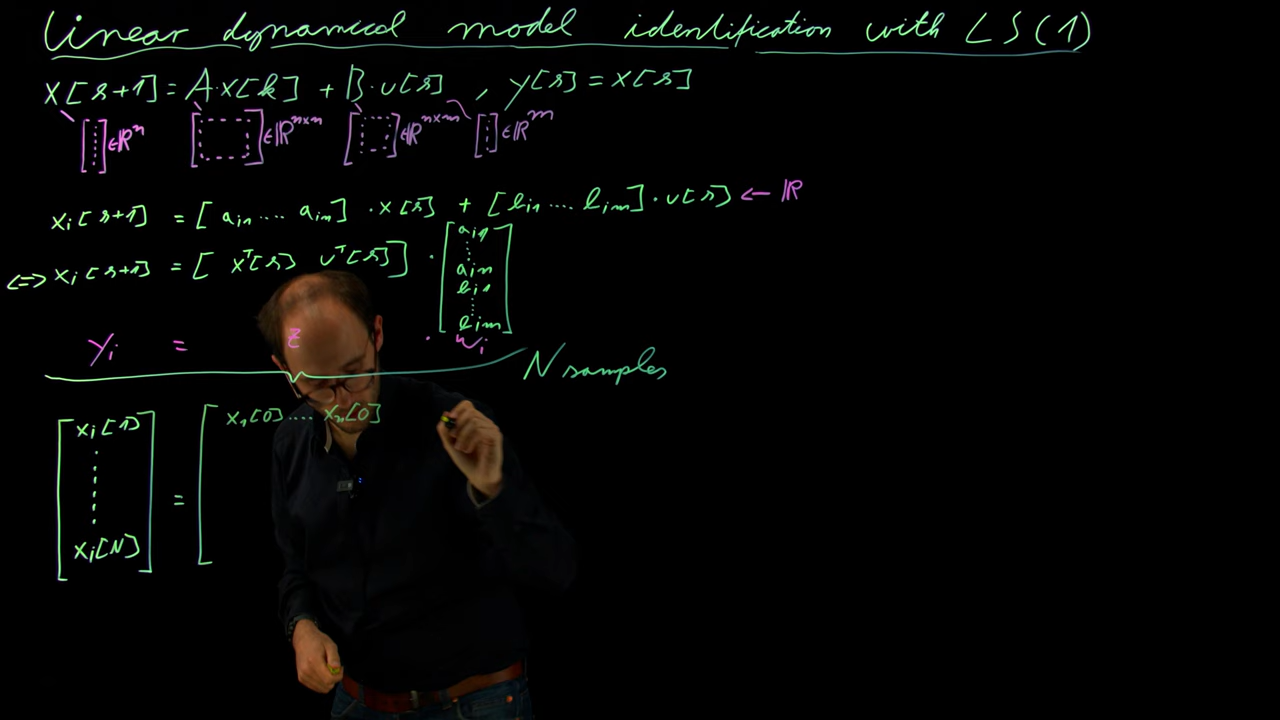 Linear dynamical model identification with LS(1)
x[k+1] = A·x[k] + B·u[k] , y[k] = x[k]
[ ] ∈ ℝⁿ [ ] ∈ ℝⁿˣⁿ [ ] ∈ ℝⁿˣᵐ [ ] ∈ ℝᵐ
xᵢ[k+1] = [ aᵢ₁ .... aᵢₙ ] · x[k] + [ bᵢ₁ .... bᵢₘ ] · u[k] ← ℝ
⇔ xᵢ[k+1] = [ xᵀ[k] uᵀ[k] ] · [ aᵢ₁ ⋮ aᵢₙ bᵢ₁ ⋮ bᵢₘ ]
yᵢ = z · wᵢ
N samples
[ xᵢ[1] ⋮ xᵢ[N] ] = [ x₁[0] .... xₙ[0]